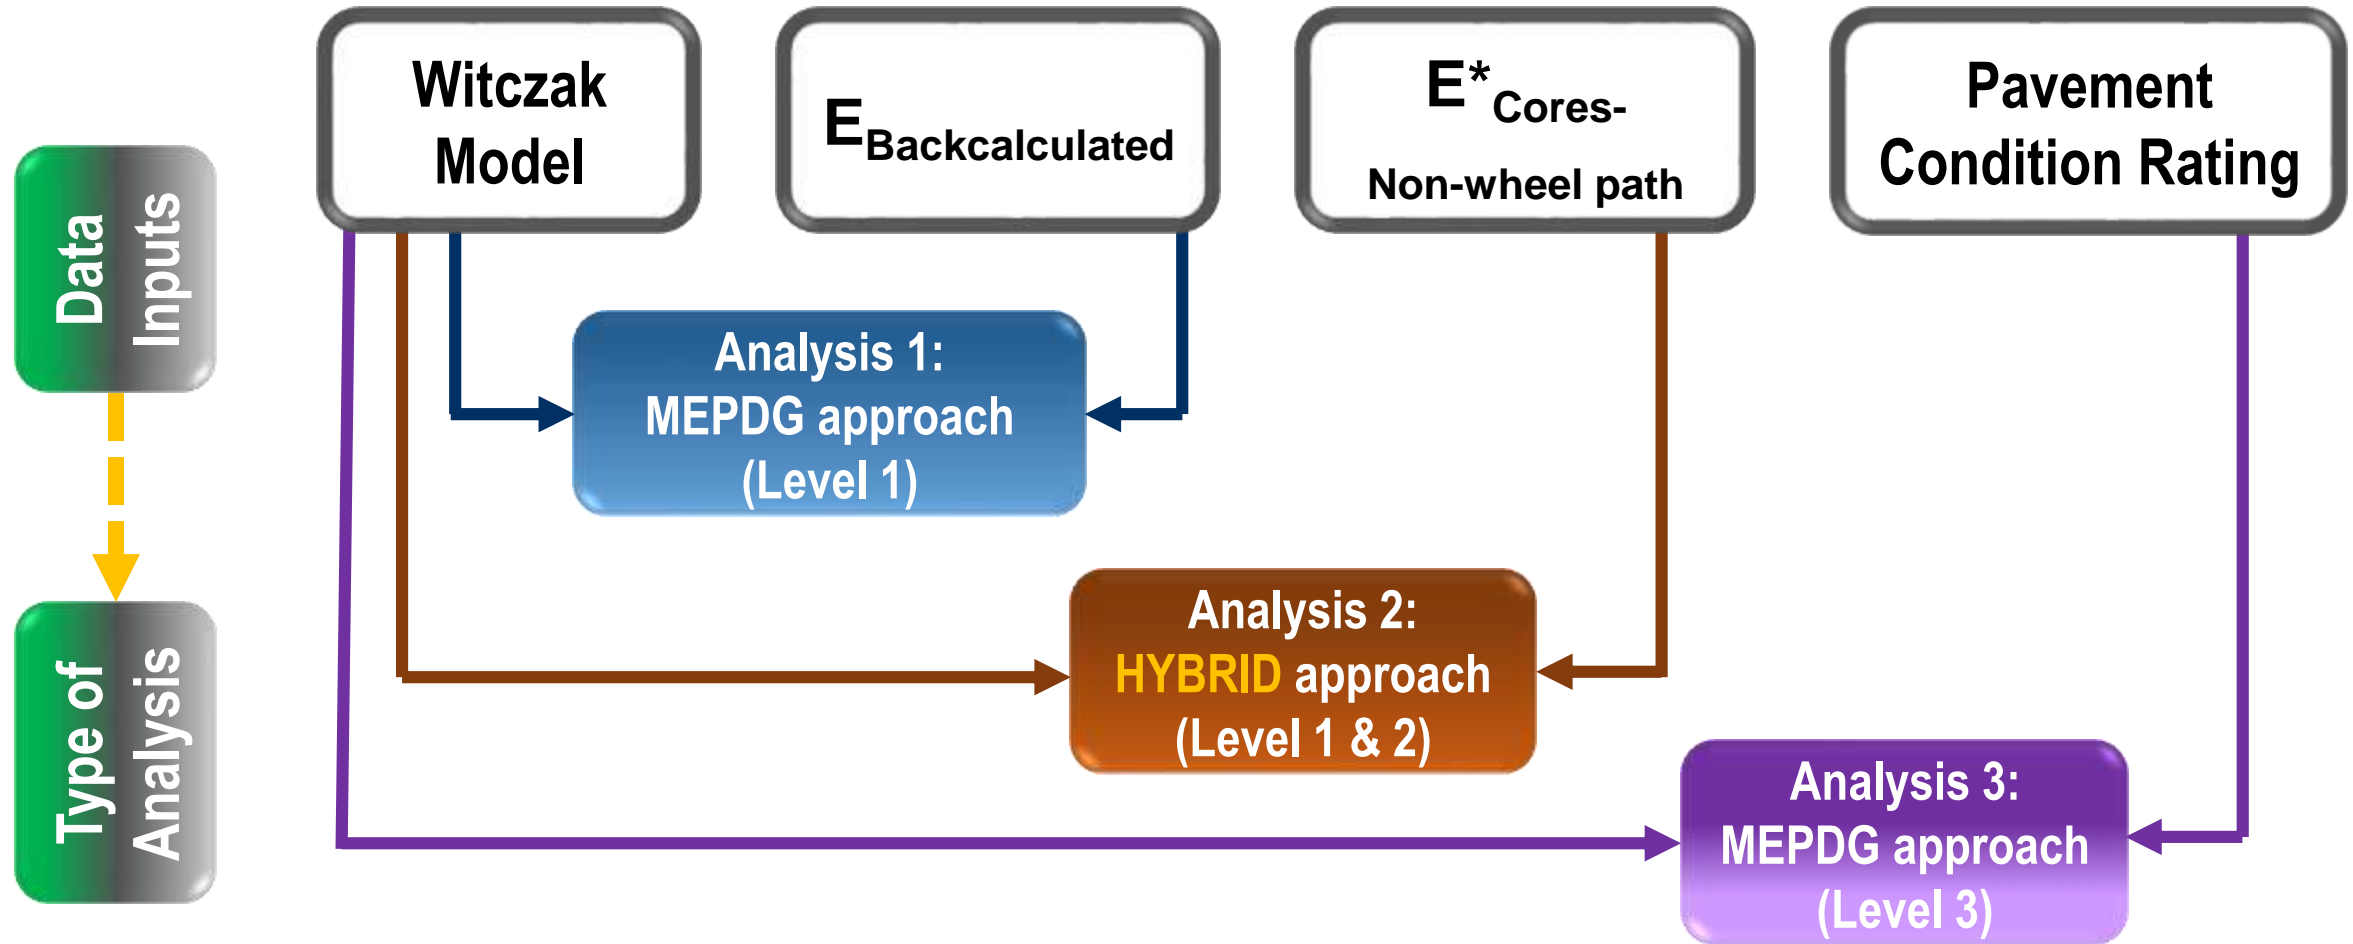 Witczak
Model
E Backcalculated
E* Cores-
Non-wheel path
Pavement
Condition Rating
Data
Inputs
Analysis 1:
MEPDG approach
(Level 1)
Analysis 2:
HYBRID approach
(Level 1 & 2)
Type of
Analysis
Analysis 3:
MEPDG approach
(Level 3)